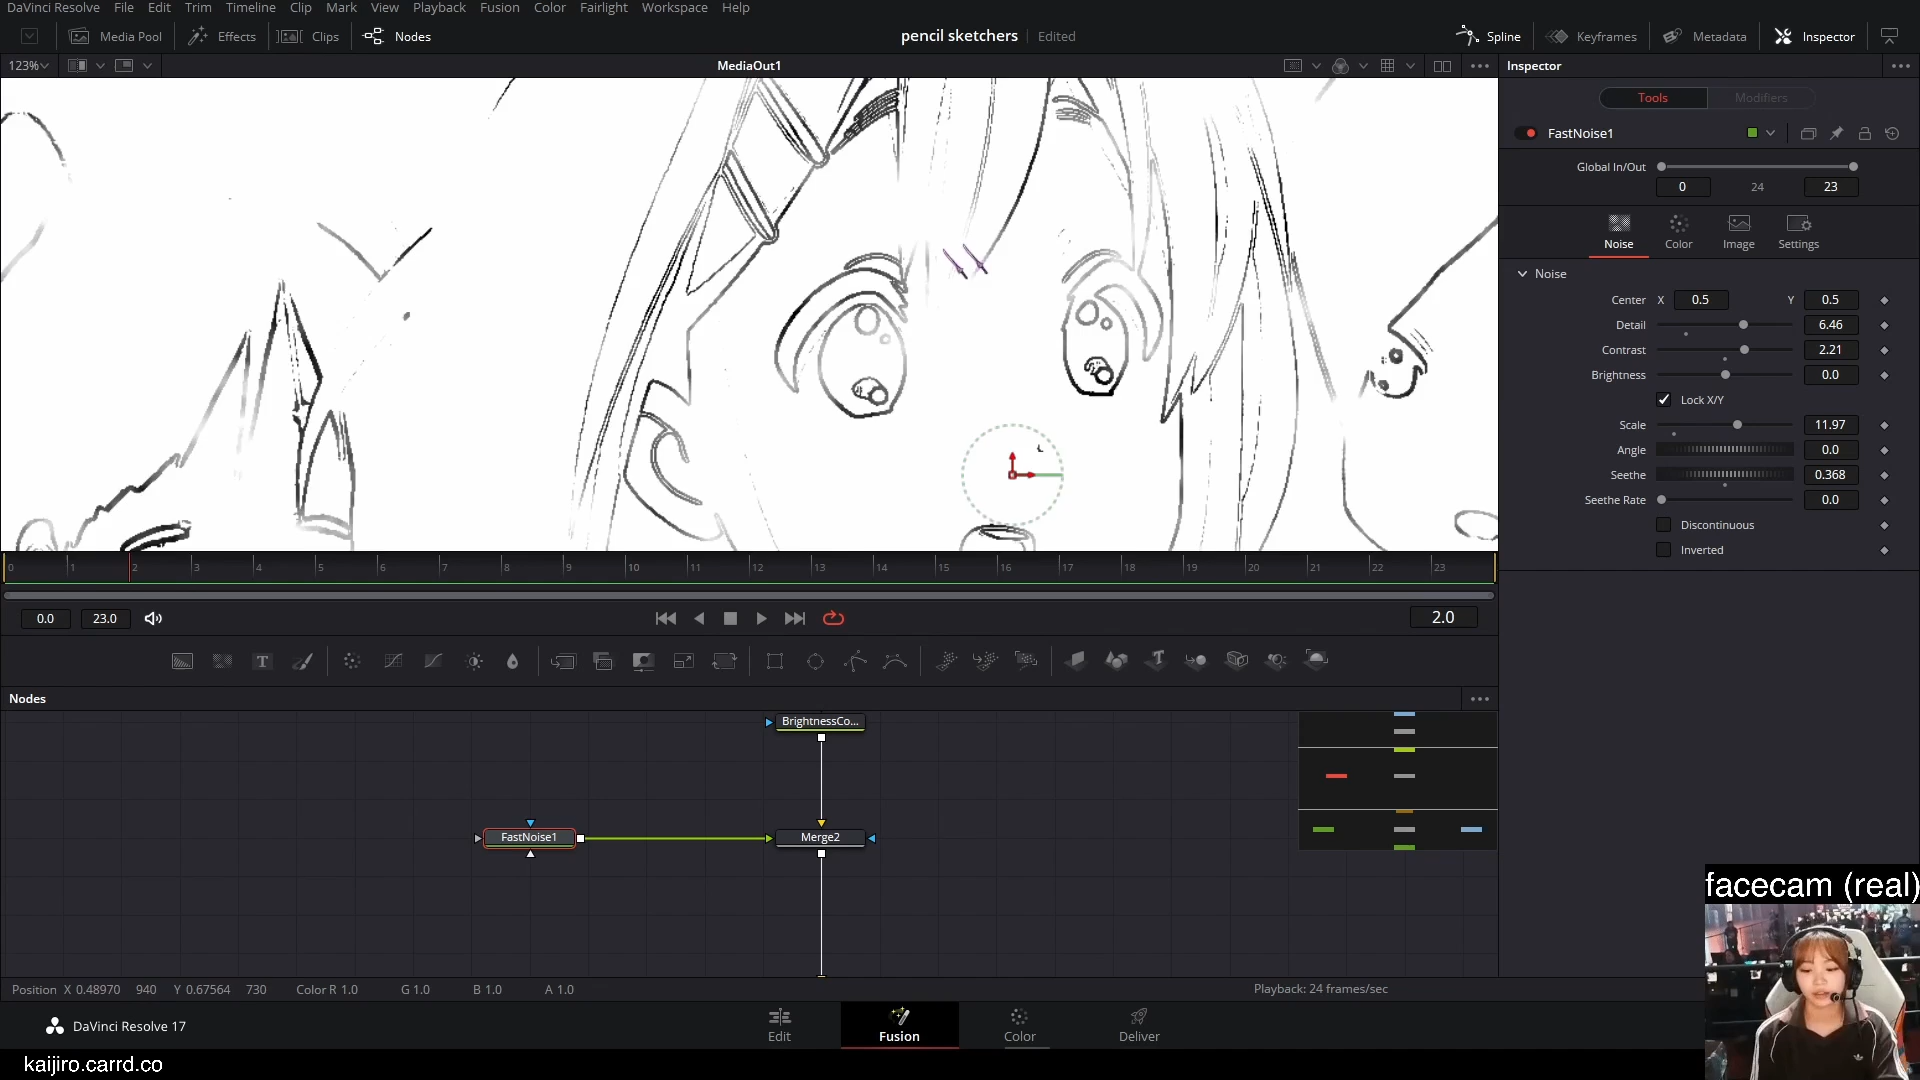 DaVinci Resolve File Edit Trim Timeline Clip Mark View Playback Fusion Color Fairlight Workspace Help
Media Pool Effects Clips Nodes pencil sketchers Edited Spline Keyframes Metadata Inspector
123% MediaOut1 Inspector
Tools Modifiers
FastNoise1
Global In/Out
0 24 23
Noise Color Image Settings
Noise
Center X 0.5 Y 0.5
Detail 6.46
Contrast 2.21
Brightness 0.0
Lock X/Y
Scale 11.97
Angle 0.0
Seethe 0.368
Seethe Rate 0.0
Discontinuous
Inverted
0 1 2 3 4 5 6 7 8 9 10 11 12 13 14 15 16 17 18 19 20 21 22 23
0.0 23.0 2.0
T T
Nodes
BrightnessCo...
FastNoise1 Merge2
facecam (real)
Position X 0.48970 940 Y 0.67564 730 Color R 1.0 G 1.0 B 1.0 A 1.0 Playback: 24 frames/sec
DaVinci Resolve 17 Edit Fusion Color Deliver
kaijiro.carrd.co